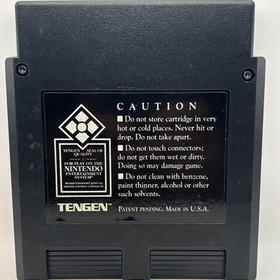 CAUTION
■ Do not store cartridge in very
hot or cold places. Never hit or
drop. Do not take apart.
■ Do not touch connectors;
do not get them wet or dirty.
Doing so may damage game.
■ Do not clean with benzene,
paint thinner, alcohol or other
such solvents.
TENGEN SEAL OF
QUALITY
FOR PLAY ON THE
NINTENDO
ENTERTAINMENT
SYSTEM®
TENGEN™
PATENT PENDING. MADE IN U.S.A.